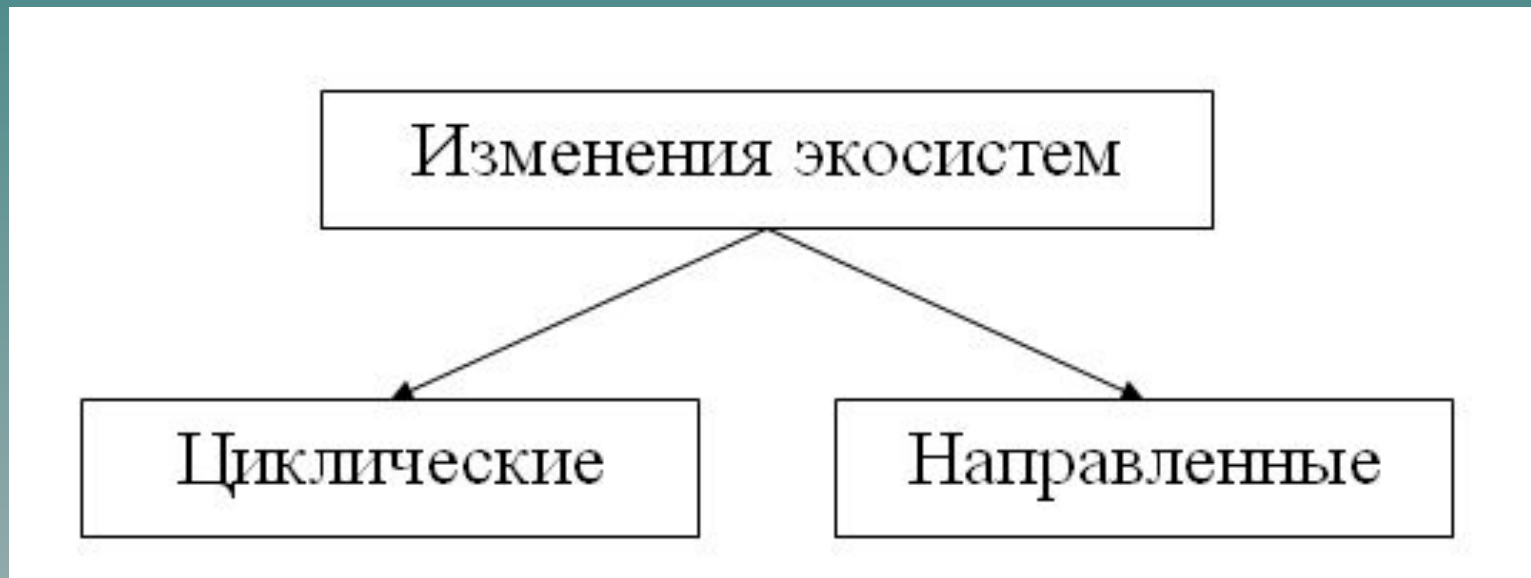 Изменения экосистем
Циклические
Направленные